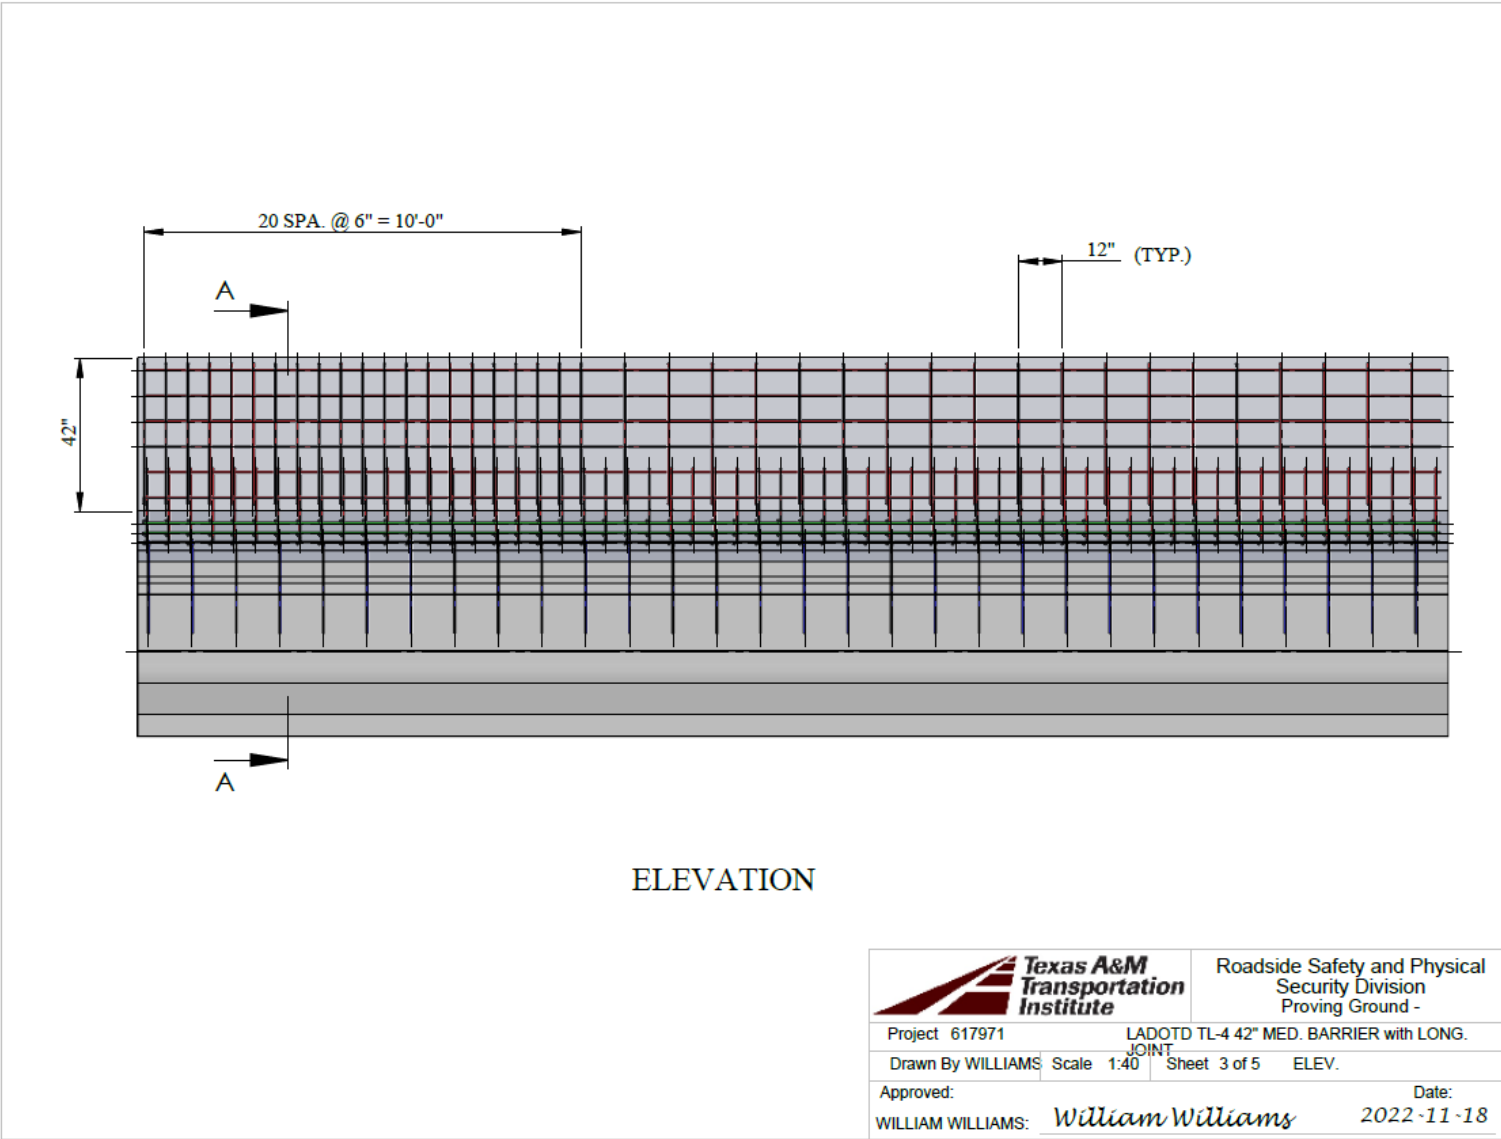 20 SPA. @ 6" = 10'-0"
12" (TYP.)
A
42"
A
ELEVATION
Texas A&M
Transportation
Institute
Roadside Safety and Physical
Security Division
Proving Ground -
Project 617971
LADOTD TL-4 42" MED. BARRIER with LONG.
JOINT
Drawn By WILLIAMS
Scale 1:40
Sheet 3 of 5
ELEV.
Approved:
Date:
WILLIAM WILLIAMS:
William Williams
2022-11-18